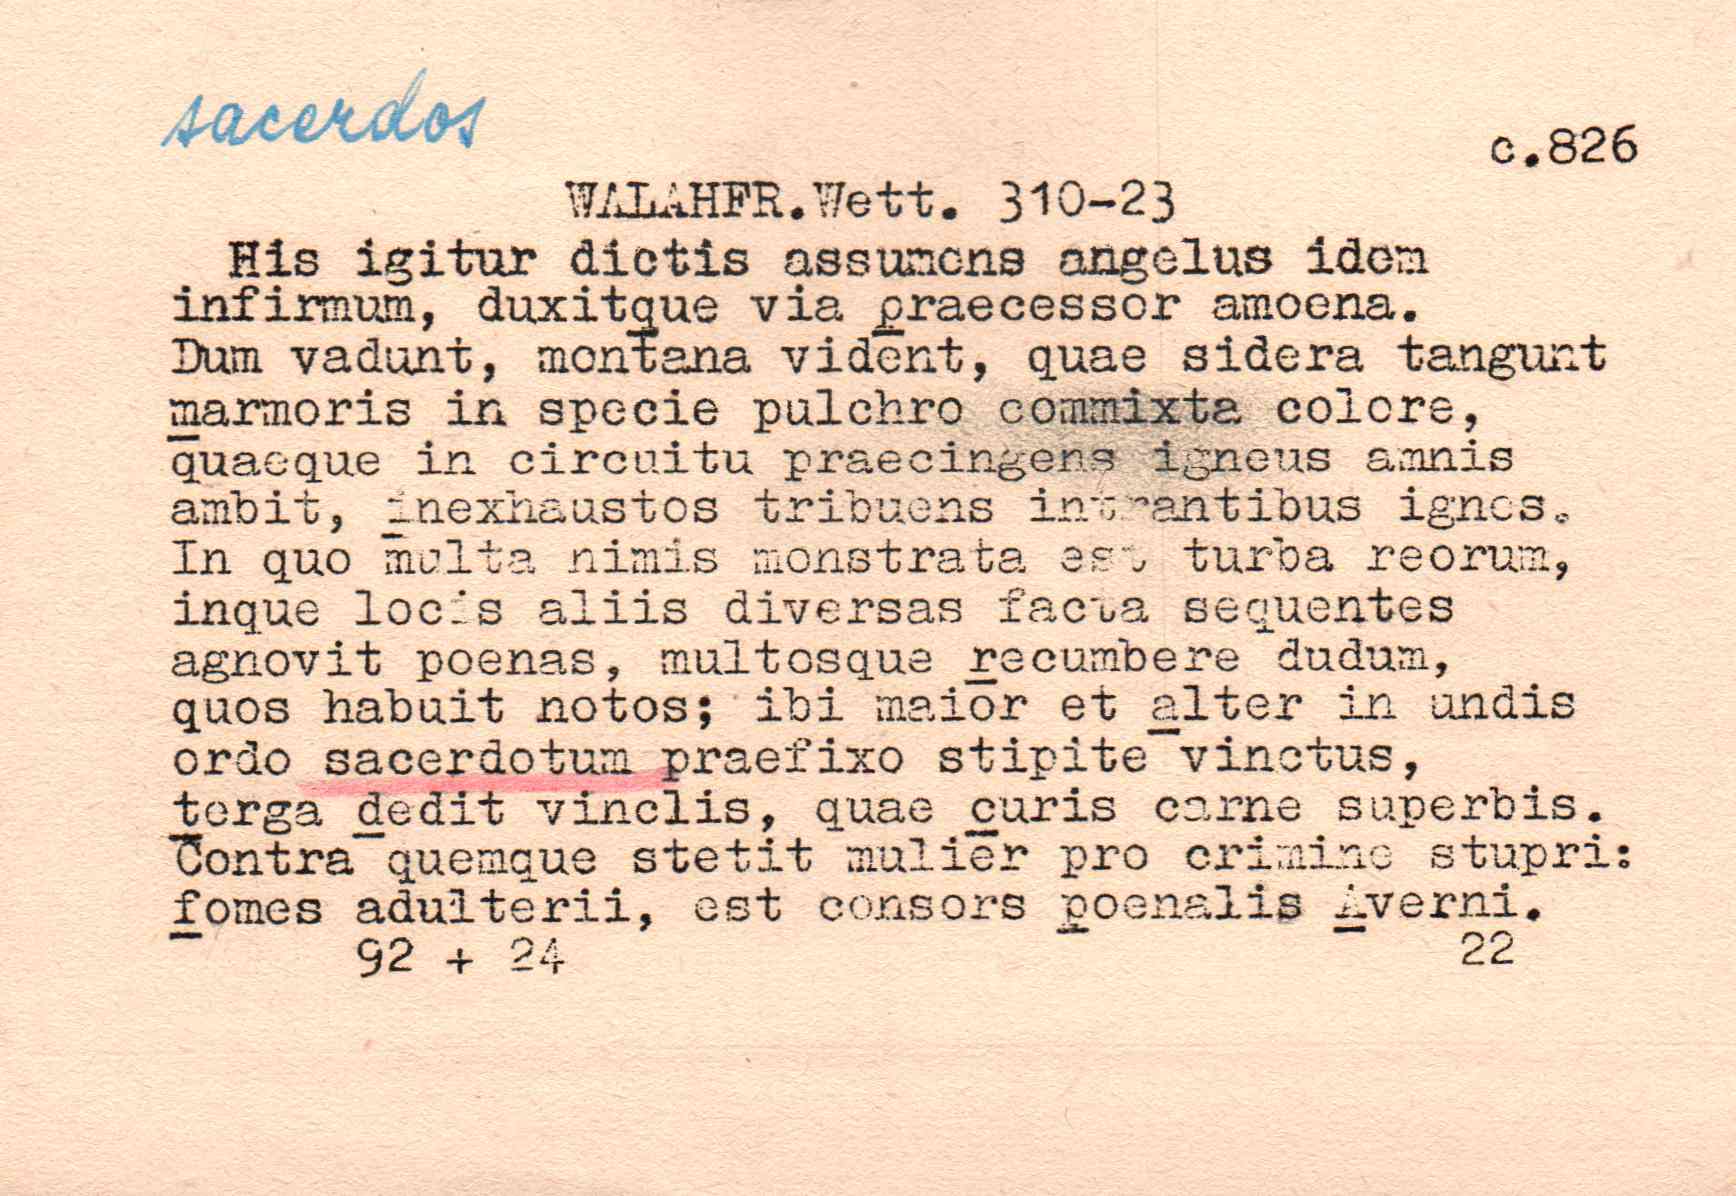 sacerdos
c.826
WALAHFR.Wett. 310-23
His igitur dictis assumens angelus idem
infirmum, duxitque via praecessor amoena.
Dum vadunt, montana vident, quae sidera tangunt
marmoris in specie pulchro commixta colore,
quaeque in circuitu praecingens igneus amnis
ambit, inexhaustos tribuens intrantibus ignes.
In quo multa nimis monstrata est turba reorum,
inque locis aliis diversas facta sequentes
agnovit poenas, multosque recumbere dudum,
quos habuit notos; ibi maior et alter in undis
ordo sacerdotum praefixo stipite vinctus,
terga dedit vinclis, quae curis carne superbis.
Contra quemque stetit mulier pro crimine stupri:
fomes adulterii, est consors poenalis Averni.
92 + 24 22